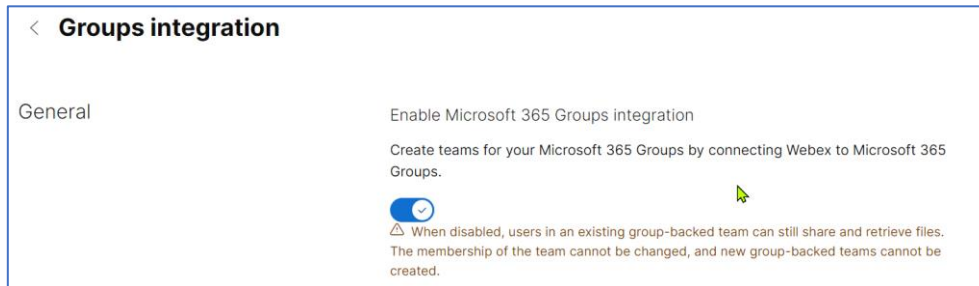 Groups integration
General
Enable Microsoft 365 Groups integration
Create teams for your Microsoft 365 Groups by connecting Webex to Microsoft 365
Groups.
When disabled, users in an existing group-backed team can still share and retrieve files.
The membership of the team cannot be changed, and new group-backed teams cannot be
created.